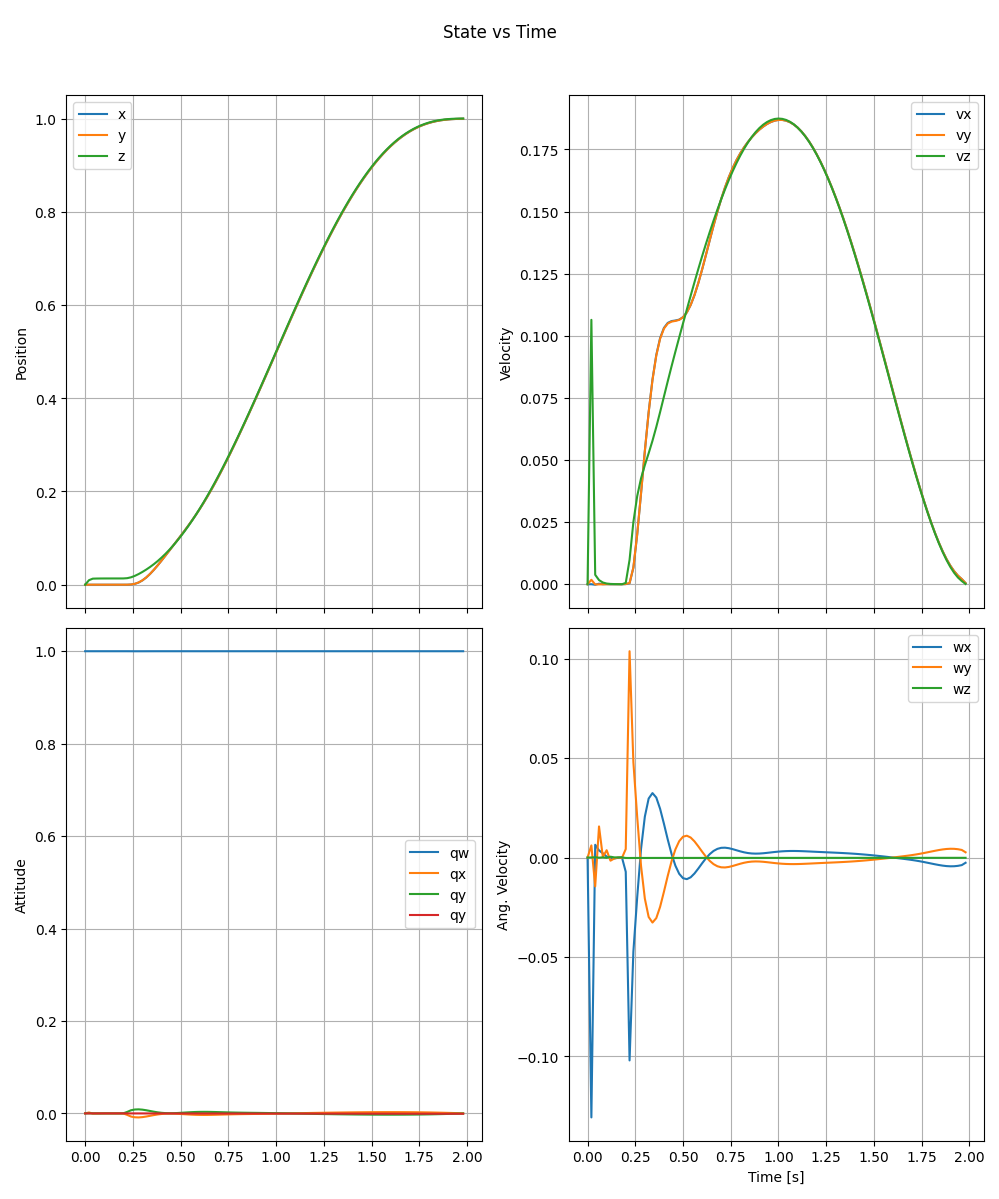 State vs Time
x
y
z
1.0
0.8
0.6
0.4
0.2
0.0
Position
vx
vy
vz
0.175
0.150
0.125
0.100
0.075
0.050
0.025
0.000
Velocity
qw
qx
qy
qy
1.0
0.8
0.6
0.4
0.2
0.0
Attitude
0.00 0.25 0.50 0.75 1.00 1.25 1.50 1.75 2.00
wx
wy
wz
0.10
0.05
0.00
−0.05
−0.10
Ang. Velocity
0.00 0.25 0.50 0.75 1.00 1.25 1.50 1.75 2.00
Time [s]